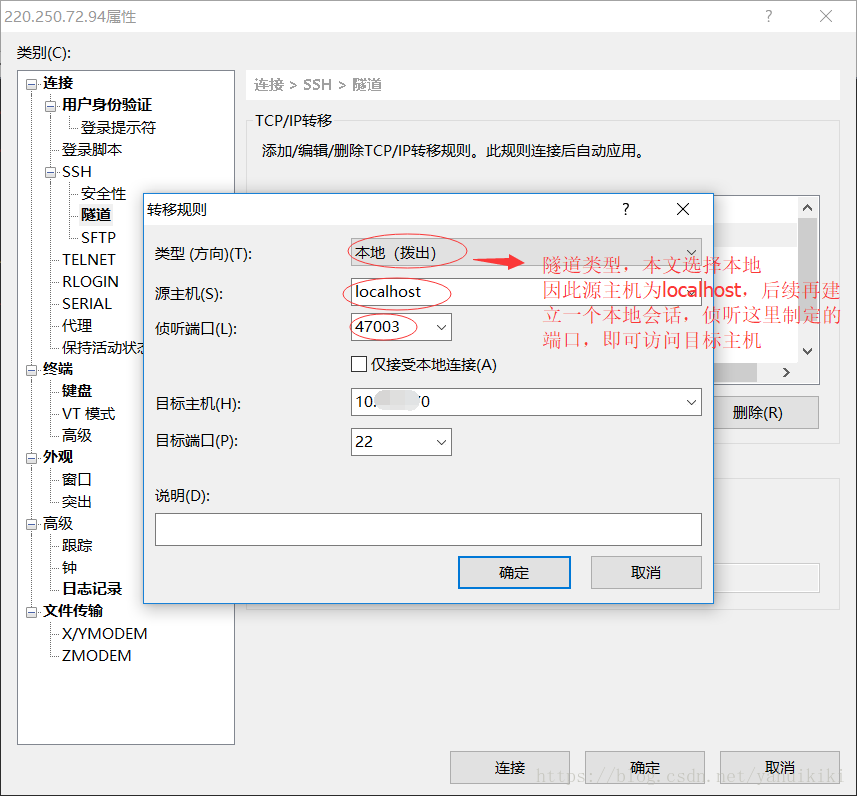 220.250.72.94属性
类别(C):
连接
用户身份验证
登录提示符
登录脚本
SSH
安全性
隧道
SFTP
TELNET
RLOGIN
SERIAL
代理
保持活动状态
终端
键盘
VT 模式
高级
外观
窗口
突出
高级
跟踪
钟
日志记录
文件传输
X/YMODEM
ZMODEM
连接 > SSH > 隧道
TCP/IP转移
添加/编辑/删除TCP/IP转移规则。此规则连接后自动应用。
转移规则
类型 (方向)(T):
本地（拨出）
源主机(S):
localhost
侦听端口(L):
47003
仅接受本地连接(A)
目标主机(H):
10.
0
目标端口(P):
22
说明(D):
确定
取消
隧道类型，本文选择本地
因此源主机为localhost，后续再建
立一个本地会话，侦听这里制定的
端口，即可访问目标主机
删除(R)
连接
确定
取消
https://blog.csdn.net/yandikiki